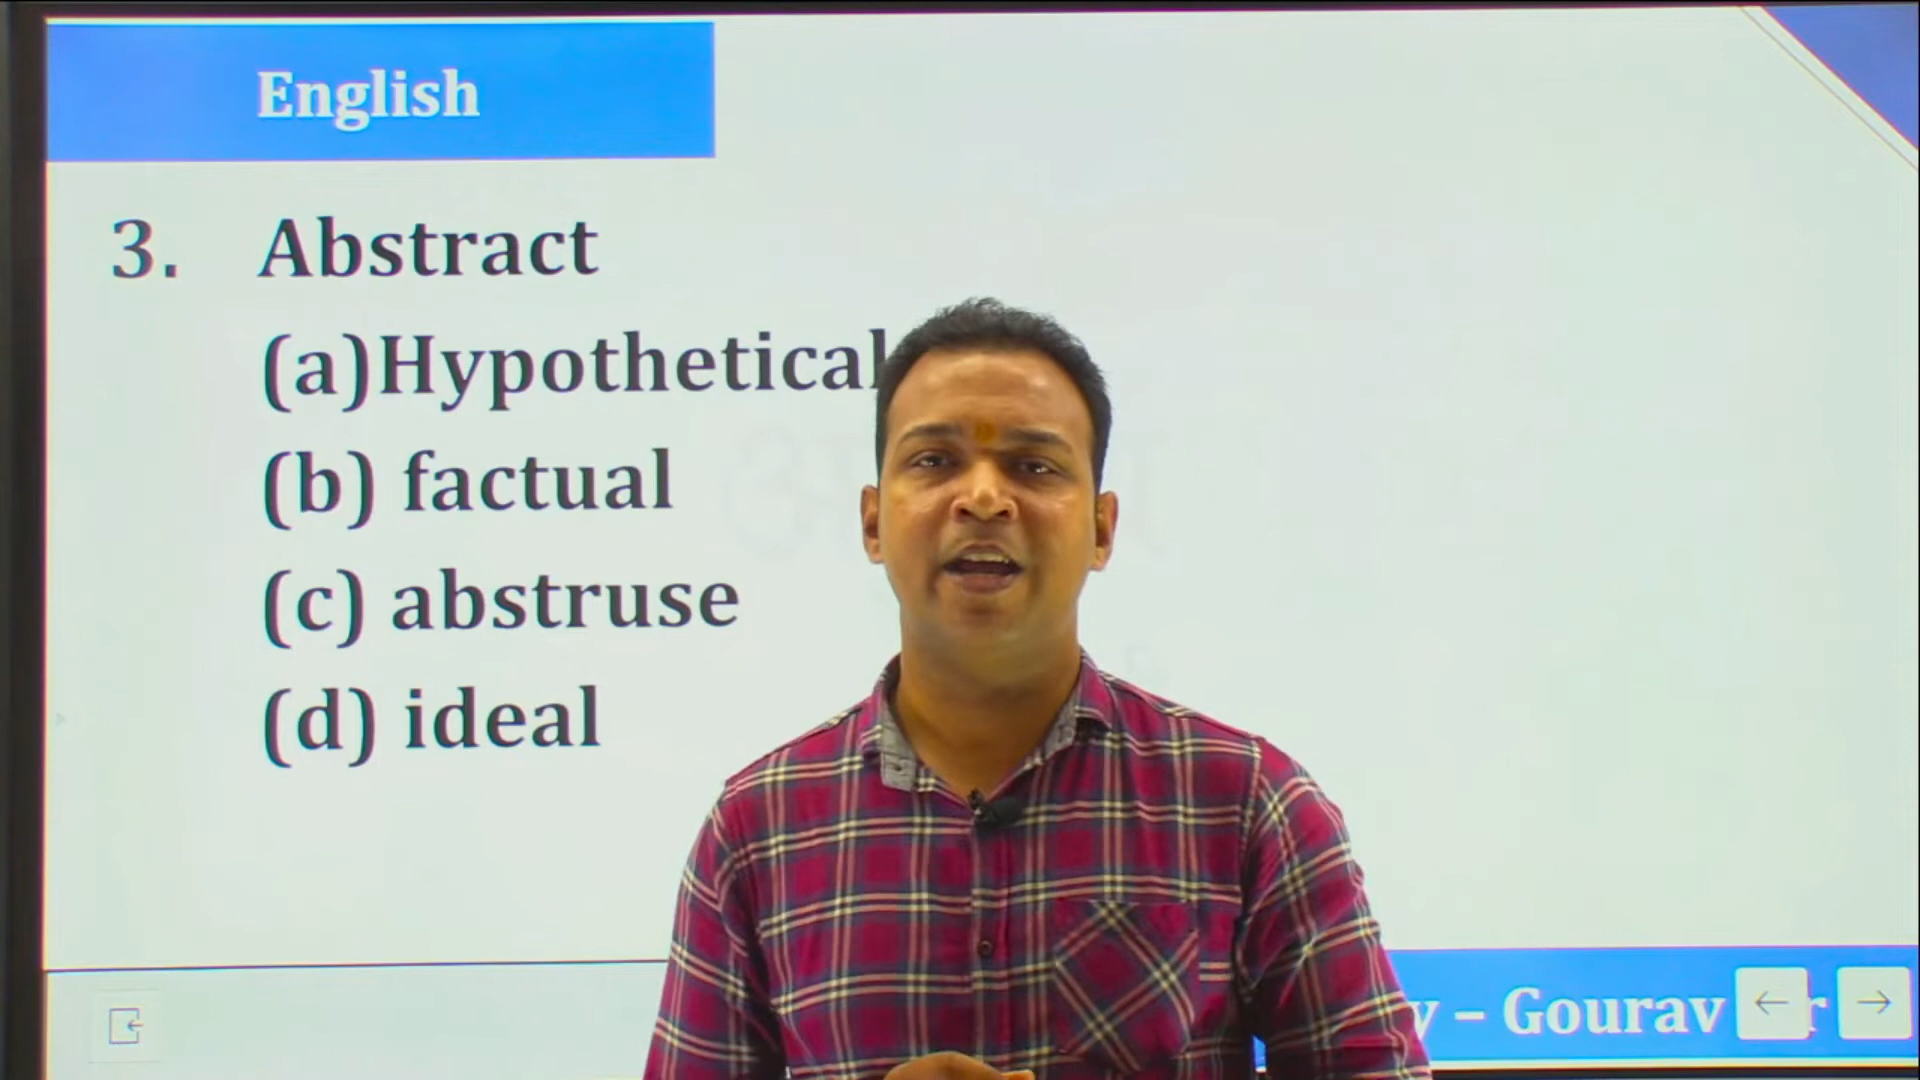 English
3. Abstract
(a)Hypothetical
(b) factual
(c) abstruse
(d) ideal
y – Gourav r